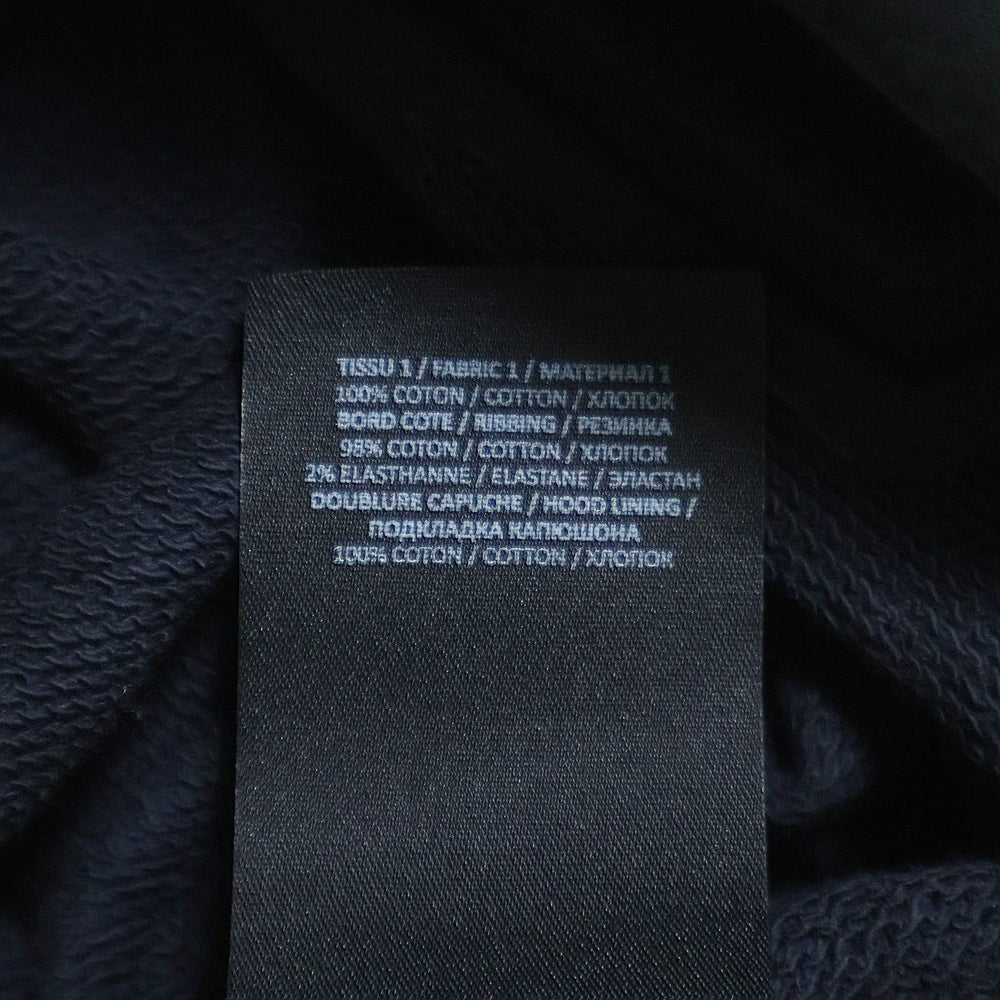 TISSU 1 / FABRIC 1 / МАТЕРИАЛ 1
100% COTON / COTTON / ХЛОПОК
BORD COTE / RIBBING / РЕЗИНКА
98% COTON / COTTON / ХЛОПОК
2% ELASTHANNE / ELASTANE / ЭЛАСТАН
DOUBLURE CAPUCHE / HOOD LINING /
ПОДКЛАДКА КАПЮШОНА
100% COTON / COTTON / ХЛОПОК